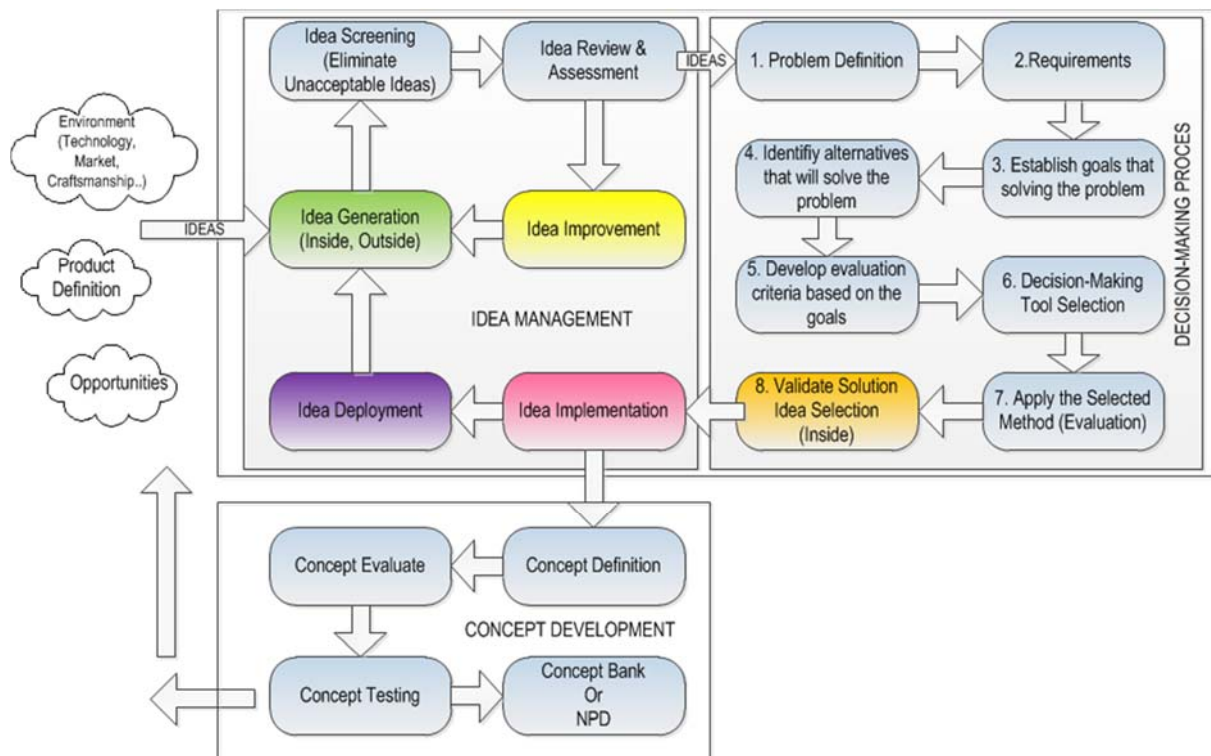 Idea Screening
(Eliminate
Unacceptable Ideas)
Idea Review &
Assessment
IDEAS
1. Problem Definition
2.Requirements
Environment
(Technology,
Market,
Craftsmanship..)
4. Identifiy alternatives
that will solve the
problem
3. Establish goals that
solving the problem
IDEAS
Idea Generation
(Inside, Outside)
Idea Improvement
Product
Definition
5. Develop evaluation
criteria based on the
goals
6. Decision-Making
Tool Selection
IDEA MANAGEMENT
DECISION-MAKING PROCES
Opportunities
Idea Deployment
Idea Implementation
8. Validate Solution
Idea Selection
(Inside)
7. Apply the Selected
Method (Evaluation)
Concept Evaluate
Concept Definition
CONCEPT DEVELOPMENT
Concept Testing
Concept Bank
Or
NPD